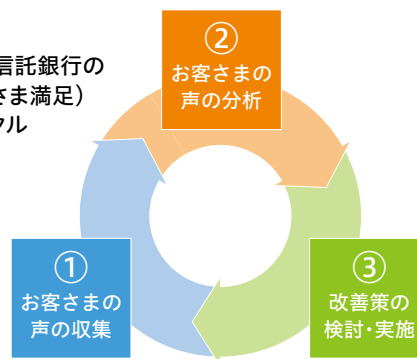 信託銀行の
さま満足)
クル
②
お客さまの
声の分析
①
お客さまの
声の収集
③
改善策の
検討・実施